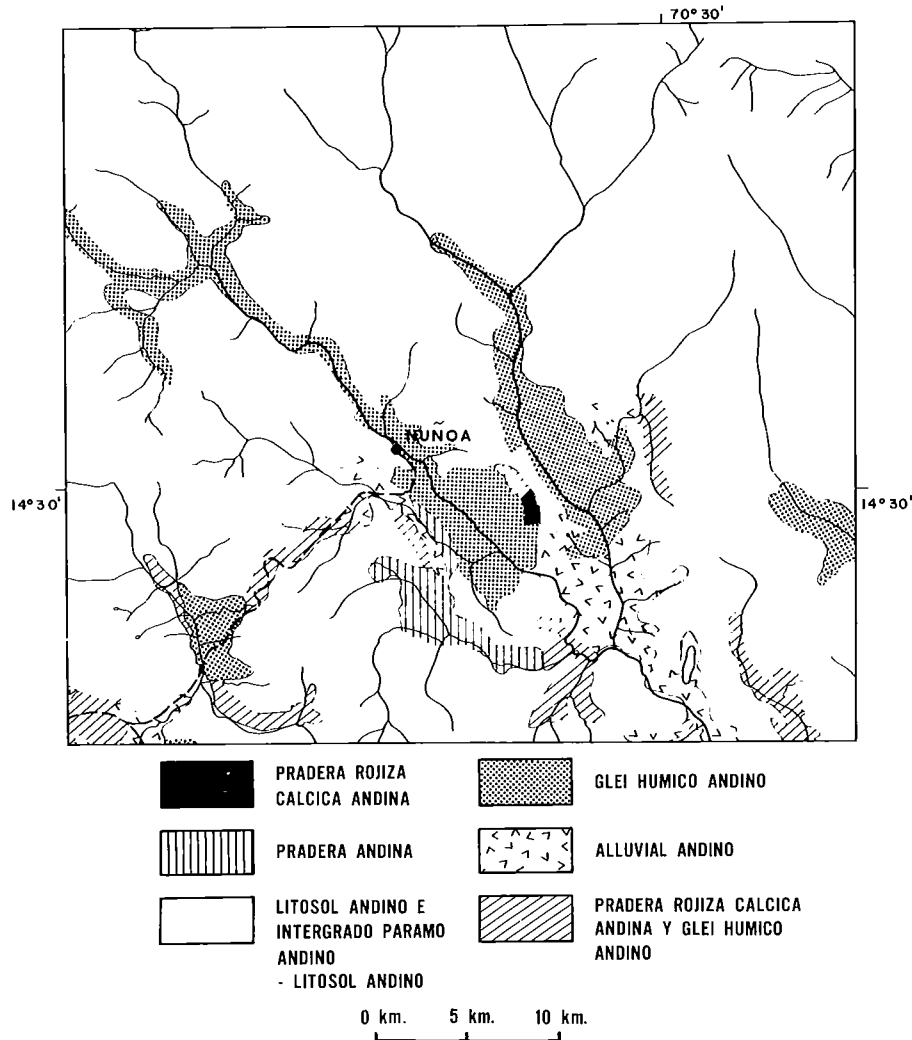 70°30'
NUÑOA
14°30'
14°30'
PRADERA ROJIZA
CALCICA ANDINA
GLEI HUMICO ANDINO
PRADERA ANDINA
ALLUVIAL ANDINO
LITOSOL ANDINO E
INTERGRADO PARAMO
ANDINO
- LITOSOL ANDINO
PRADERA ROJIZA CALCICA
ANDINA Y GLEI HUMICO
ANDINO
0 km. 5 km. 10 km.